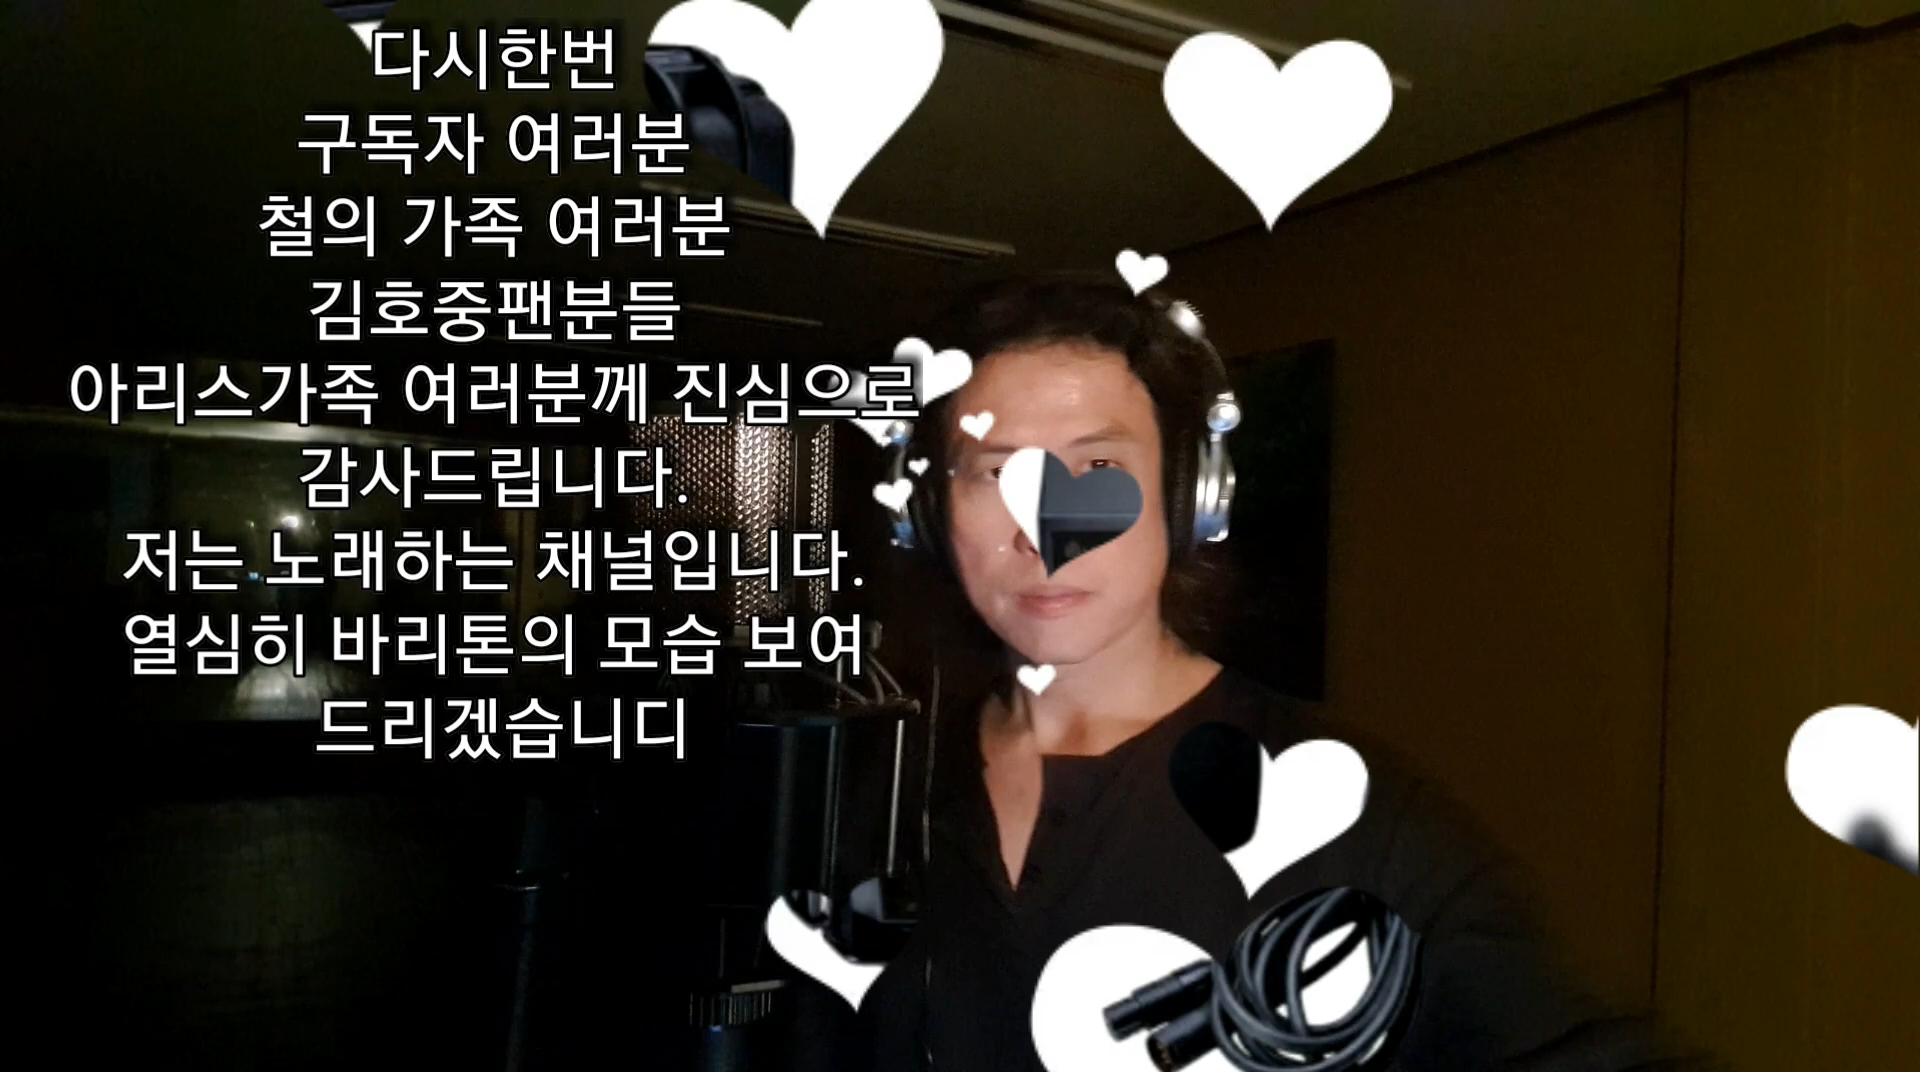 다시한번
구독자 여러분
철의 가족 여러분
김호중팬분들
아리스가족 여러분께 진심으로
감사드립니다.
저는 노래하는 채널입니다.
열심히 바리톤의 모습 보여
드리겠습니디